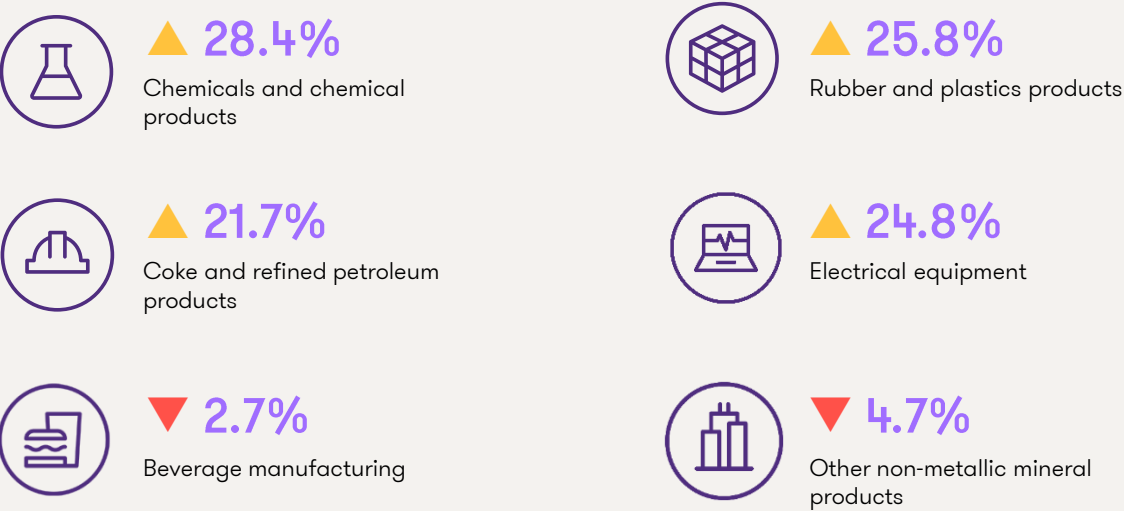 28.4%
Chemicals and chemical
products
25.8%
Rubber and plastics products
21.7%
Coke and refined petroleum
products
24.8%
Electrical equipment
2.7%
Beverage manufacturing
4.7%
Other non-metallic mineral
products